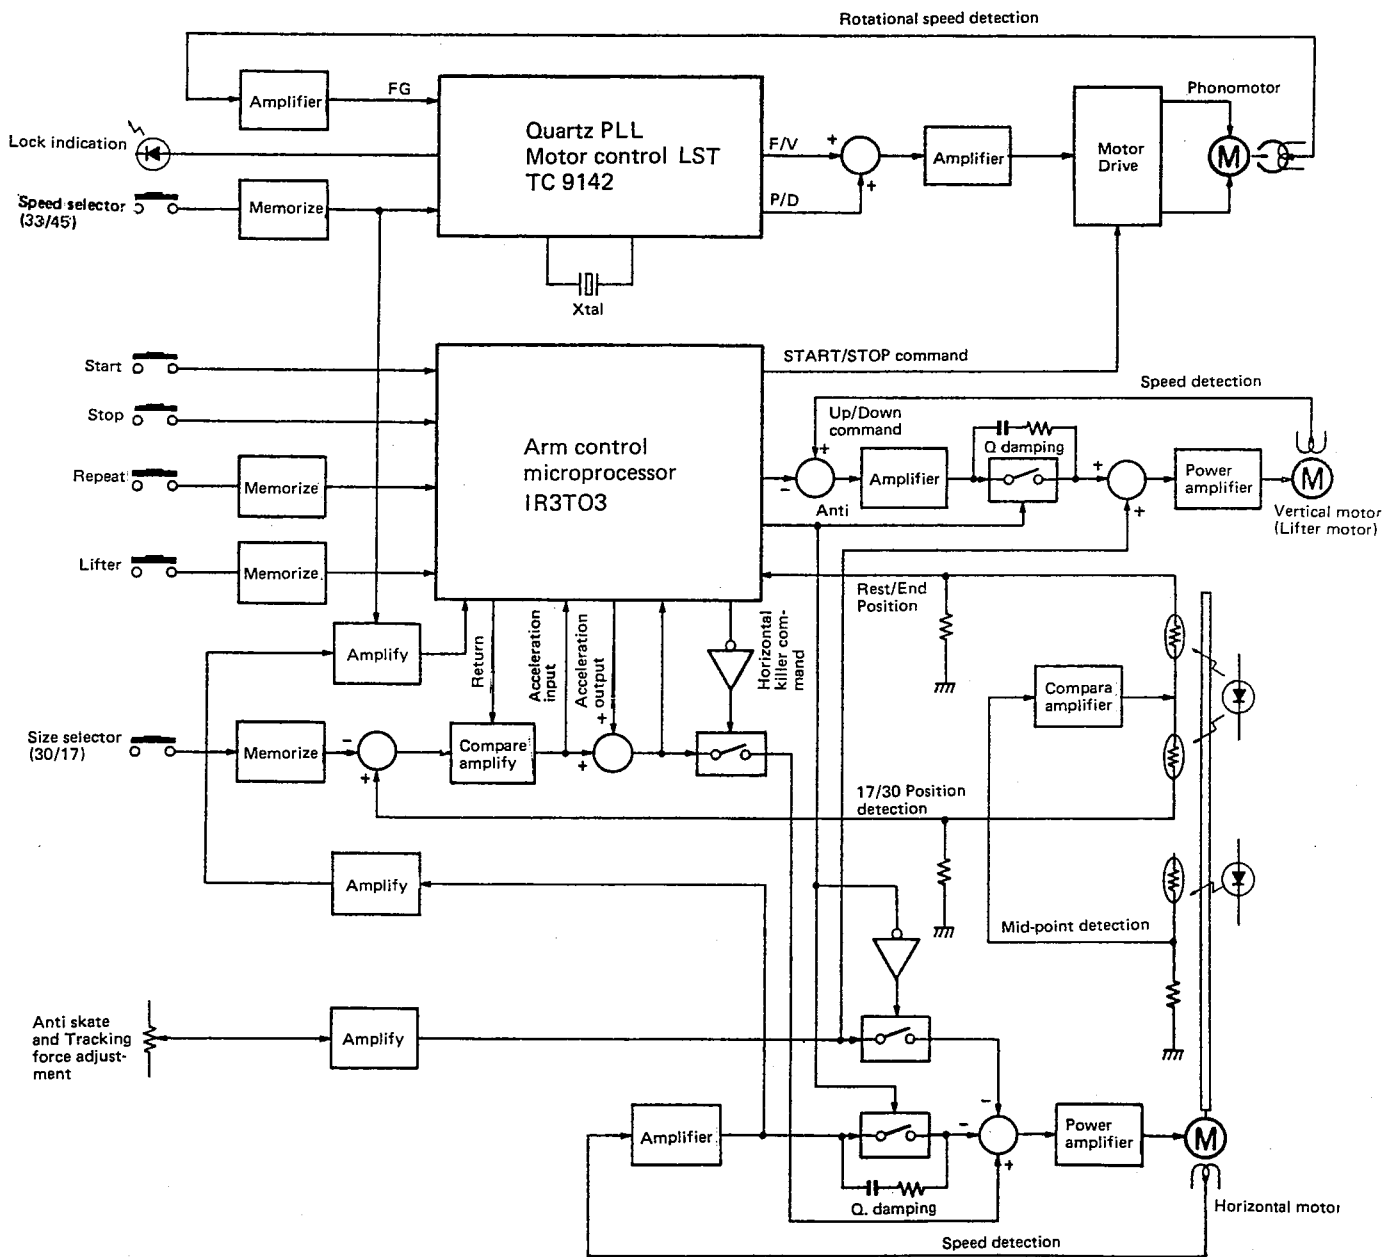 Rotational speed detection
Amplifier
FG
Lock indication
Speed selector
(33/45)
Memorize
Quartz PLL
Motor control LST
TC 9142
F/V
P/D
+
+
Amplifier
Motor
Drive
Phonomotor
M
Xtal
Start
Stop
Repeat
Memorize
Lifter
Memorize
Arm control
microprocessor
IR3TO3
START/STOP command
Speed detection
Up/Down
command
+
-
Amplifier
Q damping
+
+
Power
amplifier
M
Vertical motor
(Lifter motor)
Anti
Rest/End
Position
Amplify
Return
Acceleration
input
Acceleration
output
+
Horizontal
killer com-
mand
Compara
amplifier
Size selector
(30/17)
Memorize
-
+
Compare
amplify
+
17/30 Position
detection
Amplify
Mid-point detection
Anti skate
and Tracking
force adjust-
ment
Amplify
Amplifier
-
-
+
Power
amplifier
M
Q. damping
Horizontal motor
Speed detection